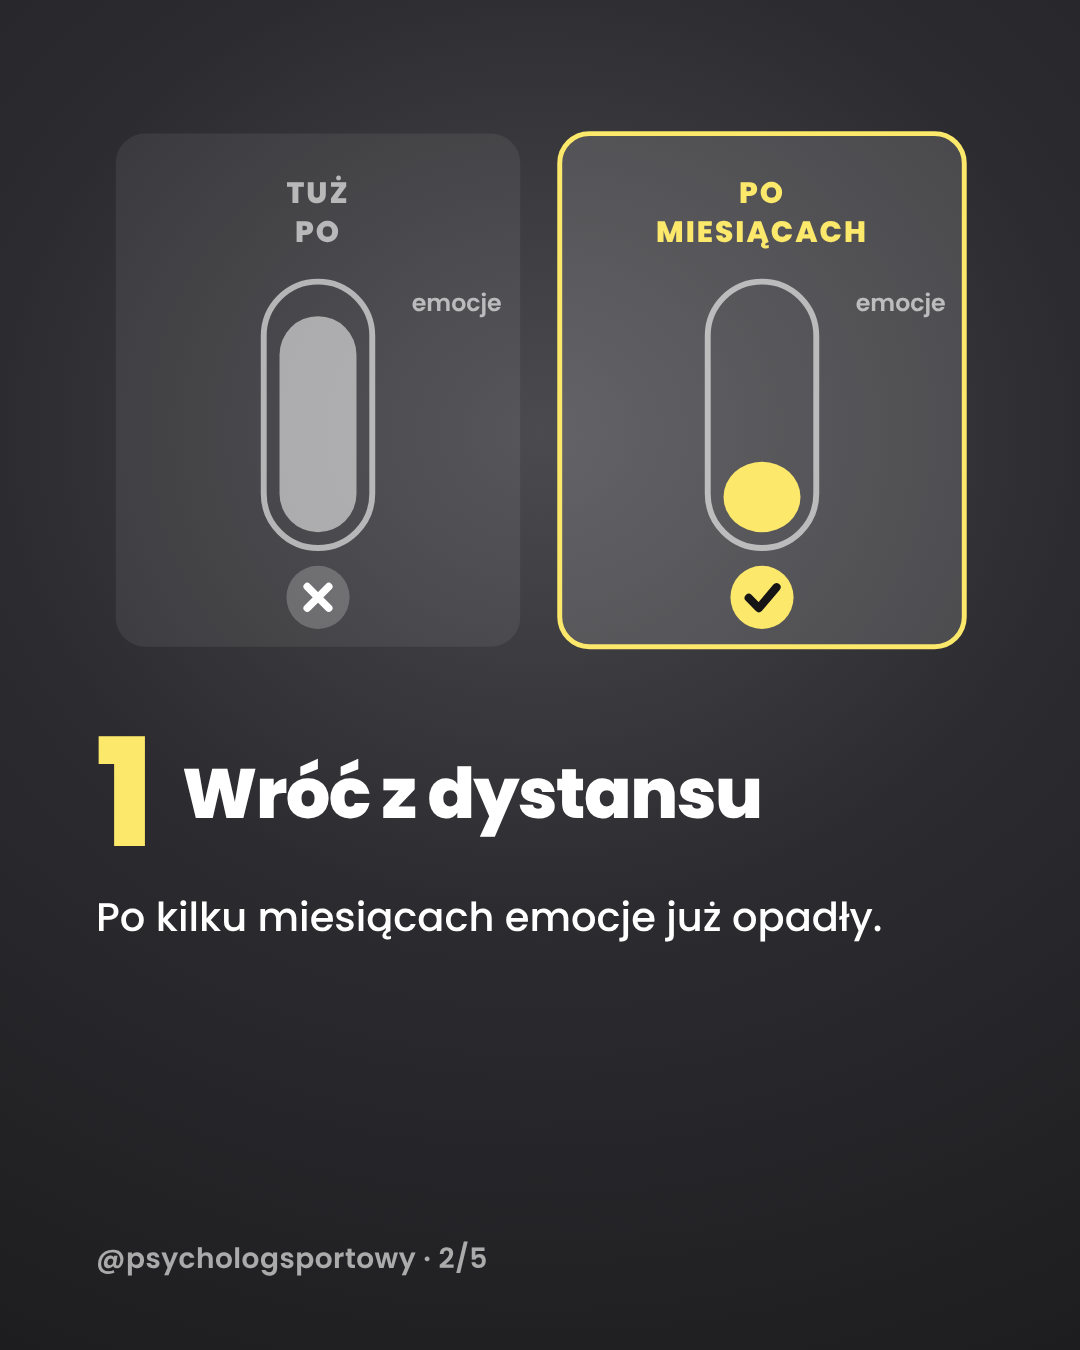 TUŻ
PO
emocje
PO
MIESIĄCACH
emocje
1 Wróć z dystansu
Po kilku miesiącach emocje już opadły.
@psychologsportowy · 2/5